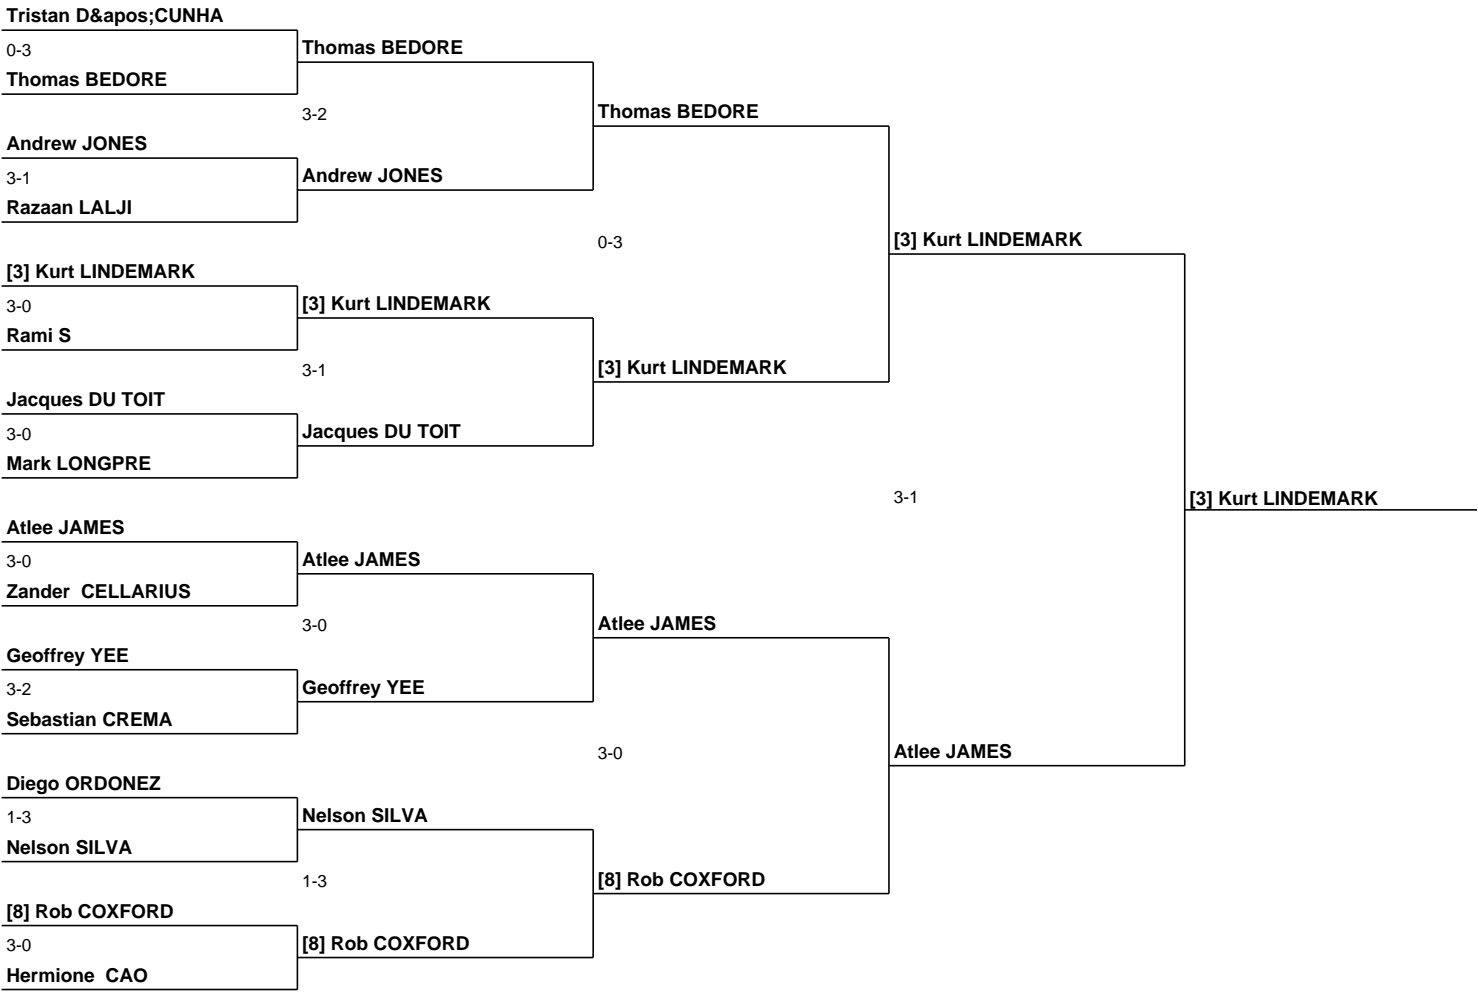 Tristan D&apos;CUNHA
0-3
Thomas BEDORE
Thomas BEDORE
3-2
Thomas BEDORE
Andrew JONES
3-1
Andrew JONES
Razaan LALJI
0-3
[3] Kurt LINDEMARK
[3] Kurt LINDEMARK
3-0
[3] Kurt LINDEMARK
Rami S
3-1
[3] Kurt LINDEMARK
Jacques DU TOIT
3-0
Jacques DU TOIT
Mark LONGPRE
3-1
[3] Kurt LINDEMARK
Atlee JAMES
3-0
Atlee JAMES
Zander  CELLARIUS
3-0
Atlee JAMES
Geoffrey YEE
3-2
Geoffrey YEE
Sebastian CREMA
3-0
Atlee JAMES
Diego ORDONEZ
1-3
Nelson SILVA
Nelson SILVA
1-3
[8] Rob COXFORD
[8] Rob COXFORD
3-0
[8] Rob COXFORD
Hermione  CAO